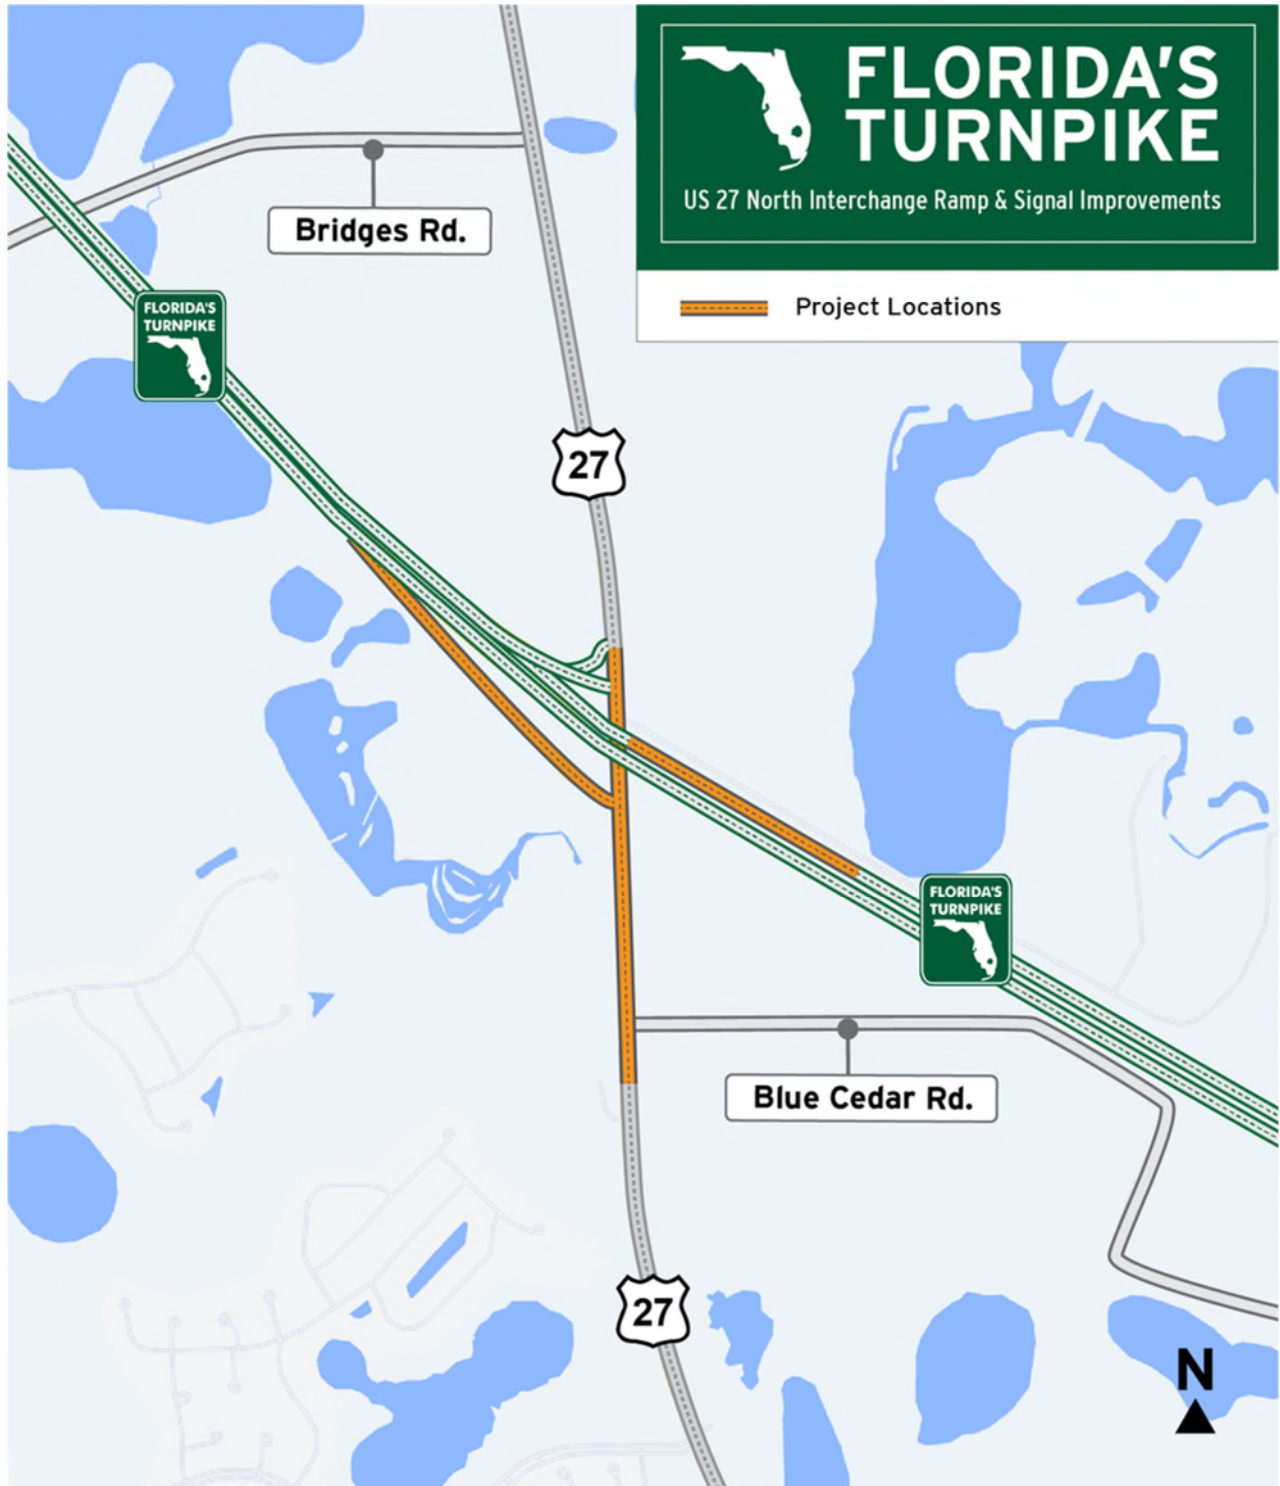 FLORIDA'S
TURNPIKE
US 27 North Interchange Ramp & Signal Improvements
Project Locations
Bridges Rd.
FLORIDA'S
TURNPIKE
27
FLORIDA'S
TURNPIKE
Blue Cedar Rd.
27
N